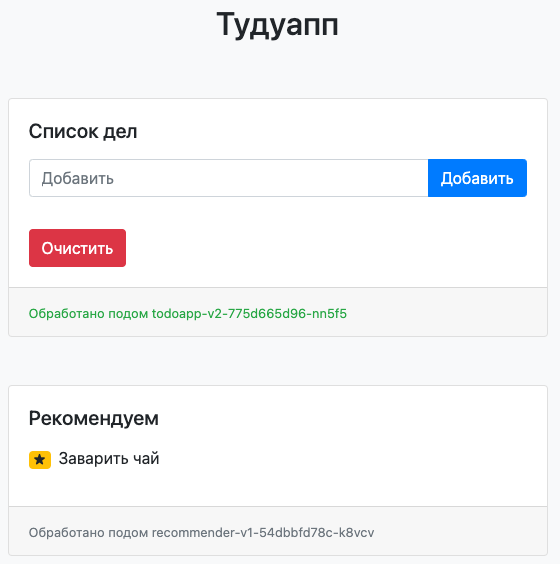 Тудуапп
Список дел
Добавить Добавить
Очистить
Обработано подом todoapp-v2-775d665d96-nn5f5
Рекомендуем
Заварить чай
Обработано подом recommender-v1-54dbbfd78c-k8vcv